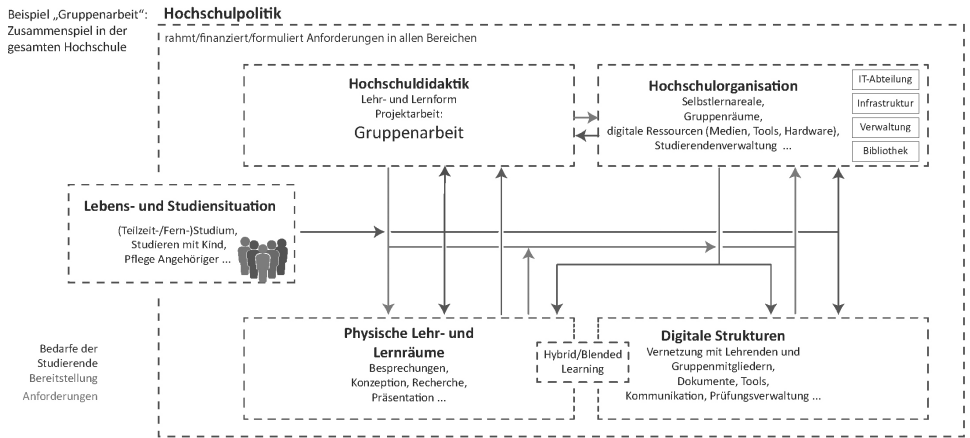 Beispiel „Gruppenarbeit“:
Zusammenspiel in der
gesamten Hochschule
Hochschulpolitik
rahmt/finanziert/formuliert Anforderungen in allen Bereichen
Hochschuldidaktik
Lehr- und Lernform
Projektarbeit:
Gruppenarbeit
Hochschulorganisation
Selbstlernareale,
Gruppenräume,
digitale Ressourcen (Medien, Tools, Hardware),
Studierendenverwaltung ...
IT-Abteilung
Infrastruktur
Verwaltung
Bibliothek
Lebens- und Studiensituation
(Teilzeit-/Fern-)Studium,
Studieren mit Kind,
Pflege Angehöriger ...
Physische Lehr- und
Lernräume
Besprechungen,
Konzeption, Recherche,
Präsentation ...
Hybrid/Blended
Learning
Digitale Strukturen
Vernetzung mit Lehrenden und
Gruppenmitgliedern,
Dokumente, Tools,
Kommunikation, Prüfungsverwaltung ...
Bedarfe der
Studierende
Bereitstellung
Anforderungen